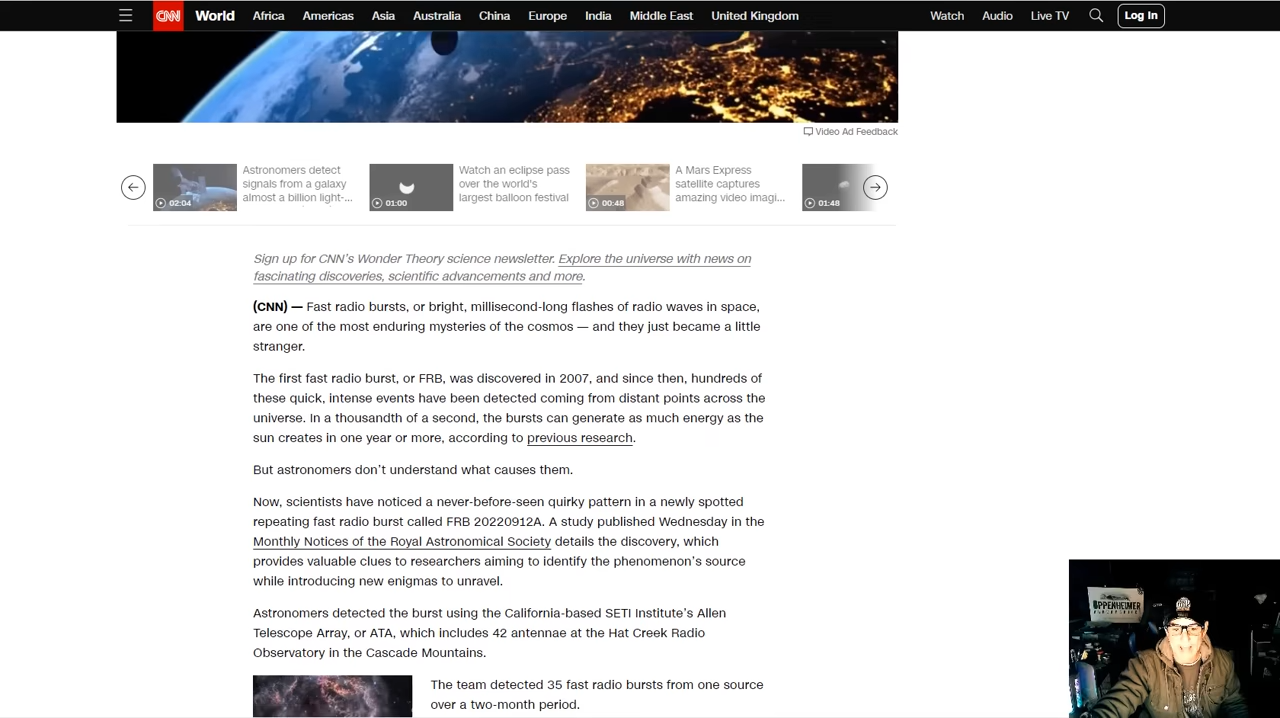 CNN World Africa Americas Asia Australia China Europe India Middle East United Kingdom Watch Audio Live TV Log In
Video Ad Feedback
Astronomers detect
signals from a galaxy
almost a billion light-...
02:04
Watch an eclipse pass
over the world's
largest balloon festival
01:00
A Mars Express
satellite captures
amazing video imagi...
00:48
01:48
Sign up for CNN's Wonder Theory science newsletter. Explore the universe with news on
fascinating discoveries, scientific advancements and more.
(CNN) — Fast radio bursts, or bright, millisecond-long flashes of radio waves in space,
are one of the most enduring mysteries of the cosmos — and they just became a little
stranger.
The first fast radio burst, or FRB, was discovered in 2007, and since then, hundreds of
these quick, intense events have been detected coming from distant points across the
universe. In a thousandth of a second, the bursts can generate as much energy as the
sun creates in one year or more, according to previous research.
But astronomers don't understand what causes them.
Now, scientists have noticed a never-before-seen quirky pattern in a newly spotted
repeating fast radio burst called FRB 20220912A. A study published Wednesday in the
Monthly Notices of the Royal Astronomical Society details the discovery, which
provides valuable clues to researchers aiming to identify the phenomenon's source
while introducing new enigmas to unravel.
Astronomers detected the burst using the California-based SETI Institute's Allen
Telescope Array, or ATA, which includes 42 antennae at the Hat Creek Radio
Observatory in the Cascade Mountains.
The team detected 35 fast radio bursts from one source
over a two-month period.
OPPENHEIMER